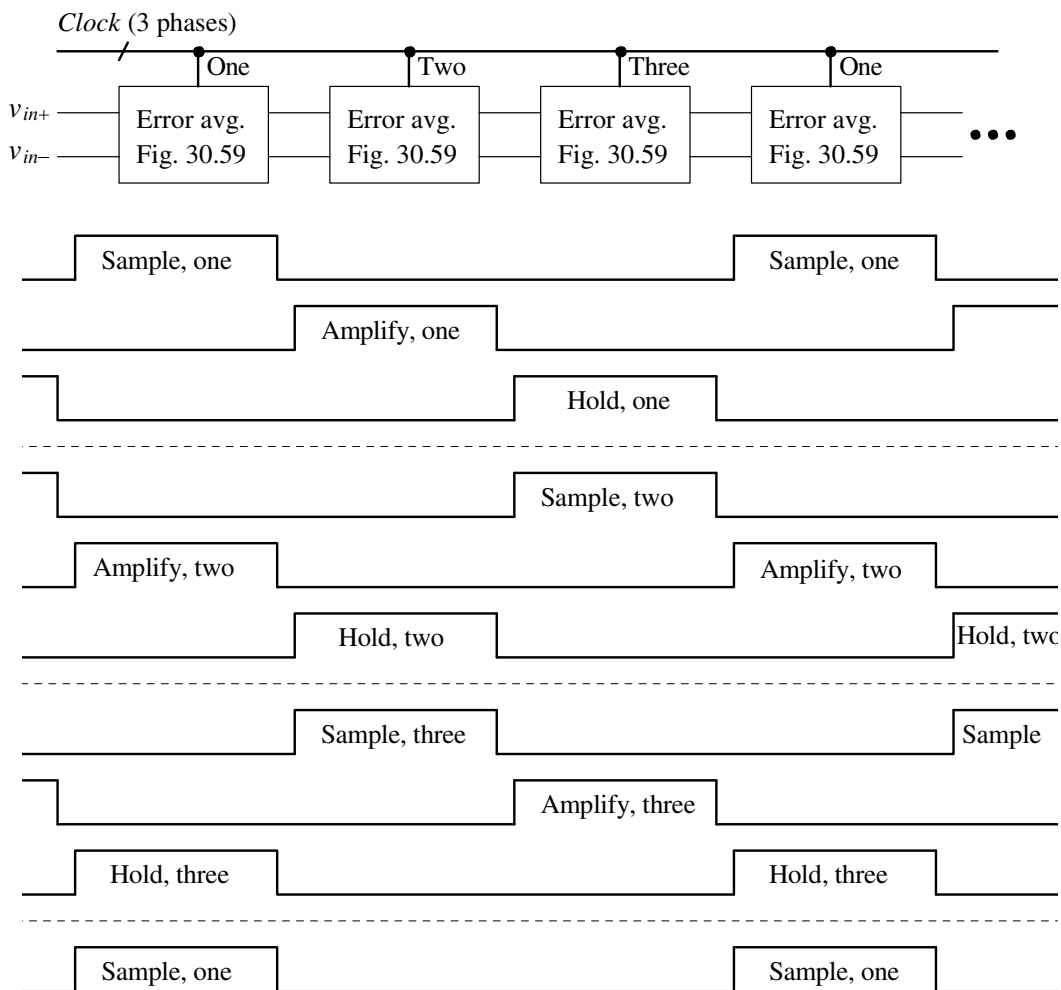 Clock (3 phases)
One Two Three One
vin+
vin−
Error avg. Error avg. Error avg. Error avg.
Fig. 30.59 Fig. 30.59 Fig. 30.59 Fig. 30.59
Sample, one Sample, one
Amplify, one
Hold, one
Sample, two
Amplify, two Amplify, two
Hold, two Hold, two
Sample, three Sample
Amplify, three
Hold, three Hold, three
Sample, one Sample, one